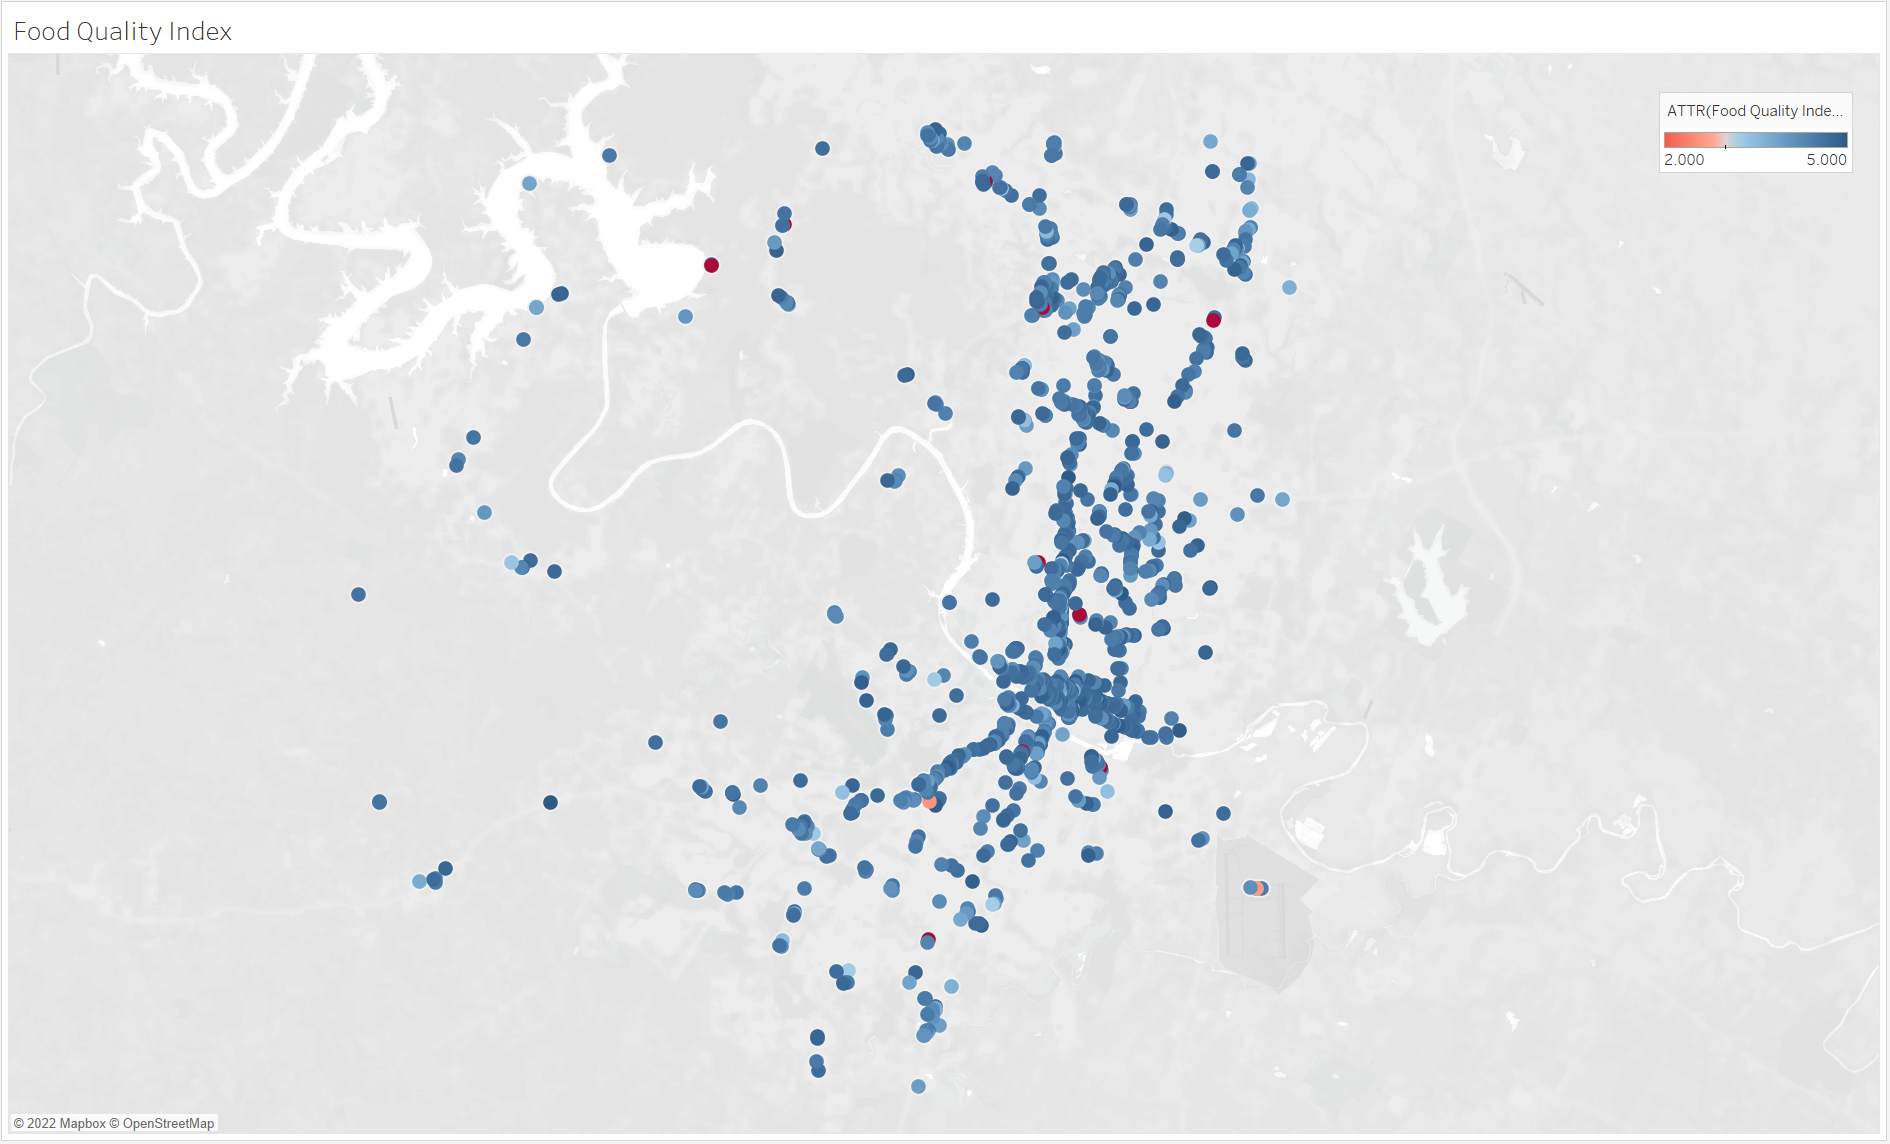 Food Quality Index
ATTR(Food Quality Inde...
2.000 5.000
© 2022 Mapbox © OpenStreetMap